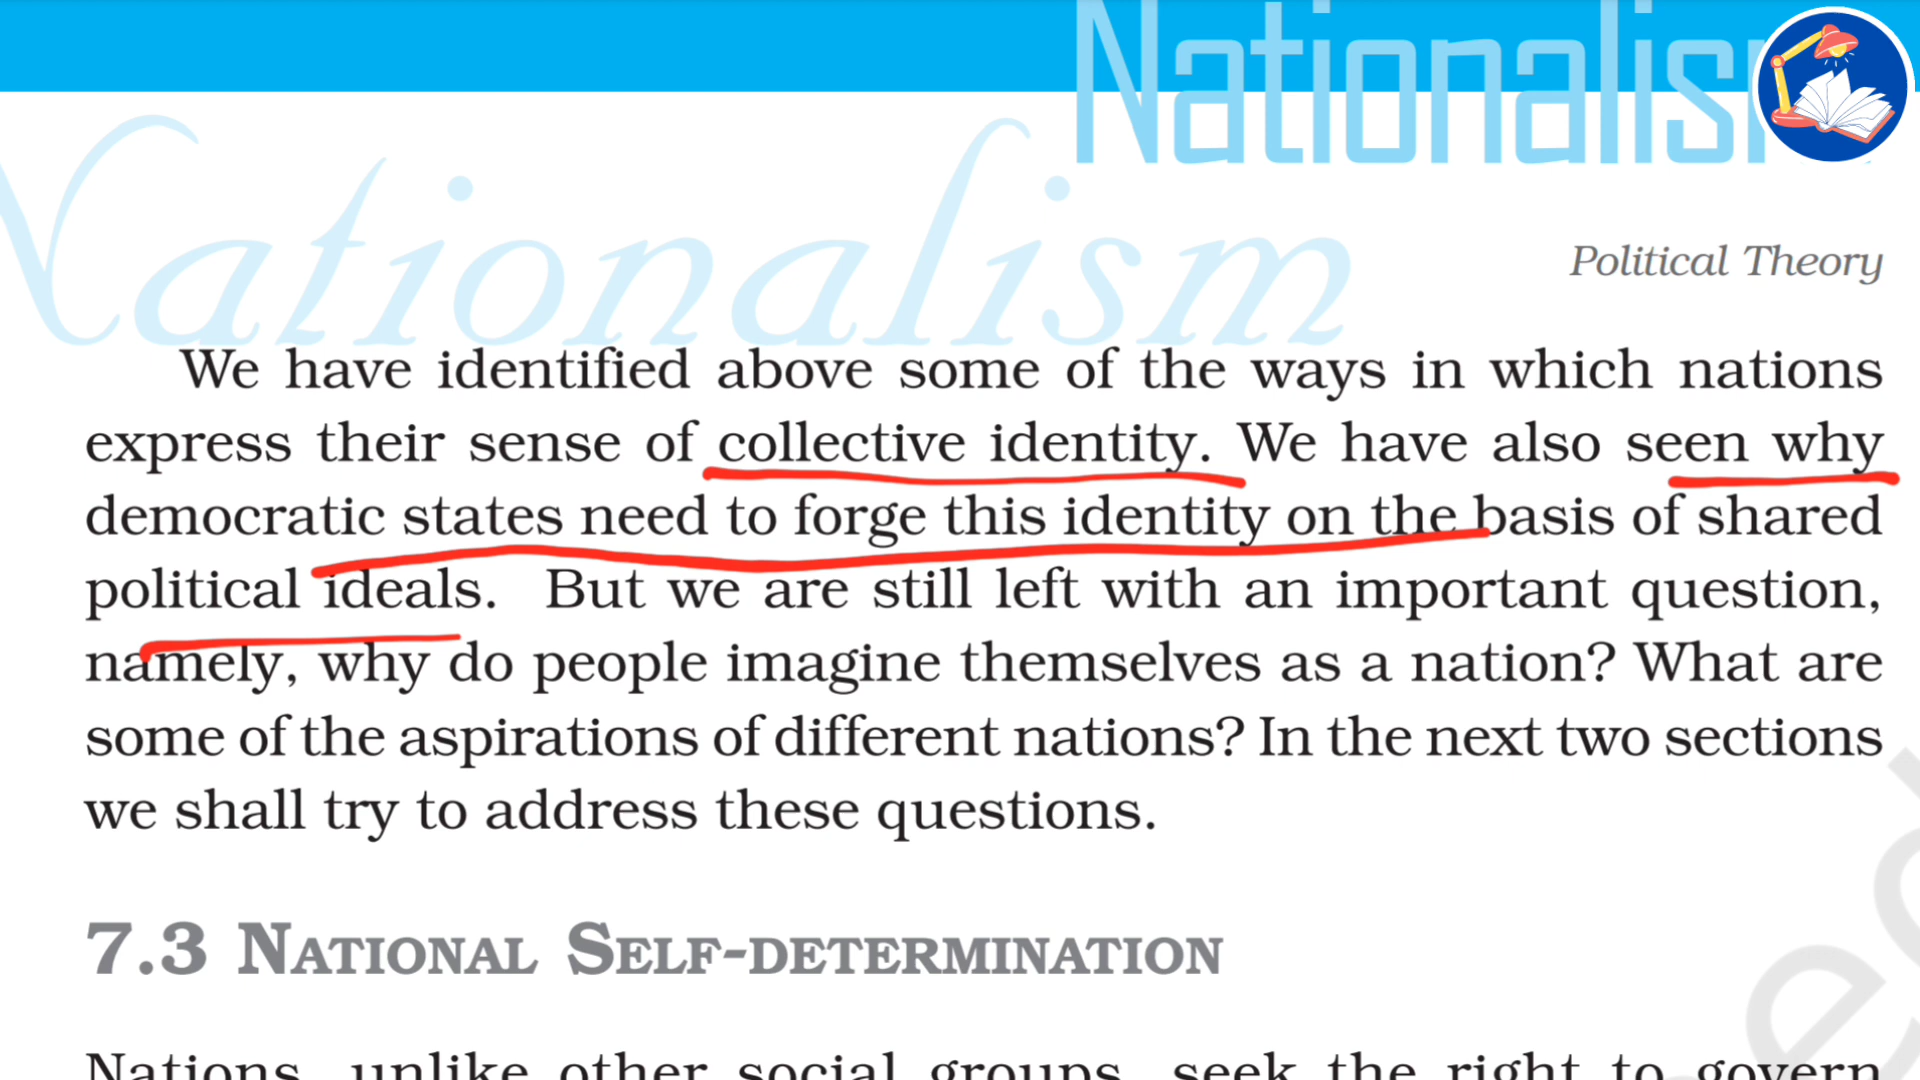 Nationalis
Nationalism
Political Theory
We have identified above some of the ways in which nations
express their sense of collective identity. We have also seen why
democratic states need to forge this identity on the basis of shared
political ideals. But we are still left with an important question,
namely, why do people imagine themselves as a nation? What are
some of the aspirations of different nations? In the next two sections
we shall try to address these questions.
7.3 NATIONAL SELF-DETERMINATION
Nations, unlike other social groups, seek the right to govern